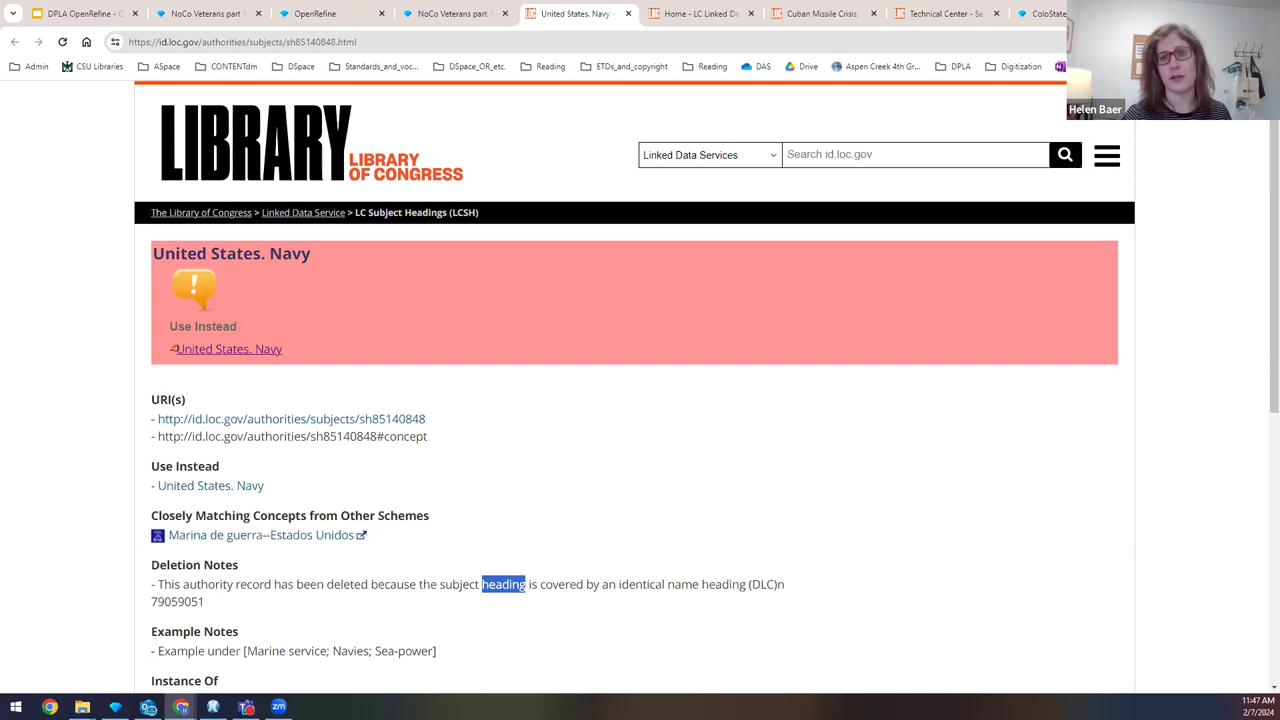 DPLA OpenRefine -
NoCo Veterans part
OpenRefine
NoCo Veterans part
United States. Navy -
Home - LC Linked Da
Cuban Missile Crisis,
Technical Center - Se
ColoState
https://id.loc.gov/authorities/subjects/sh85140848.html
Admin
CSU Libraries
ASpace
CONTENTdm
DSpace
Standards_and_voc...
DSpace_OR_etc.
Reading
ETDs_and_copyright
Reading
DAS
Drive
Aspen Creek 4th Gr...
DPLA
Digitization
Helen Baer
LIBRARY
LIBRARY
OF CONGRESS
Linked Data Services
Search id.loc.gov
The Library of Congress > Linked Data Service > LC Subject Headings (LCSH)
United States. Navy
!
Use Instead
United States. Navy
URI(s)
- http://id.loc.gov/authorities/subjects/sh85140848
- http://id.loc.gov/authorities/sh85140848#concept
Use Instead
- United States. Navy
Closely Matching Concepts from Other Schemes
Marina de guerra--Estados Unidos
Deletion Notes
- This authority record has been deleted because the subject heading is covered by an identical name heading (DLC)n
79059051
Example Notes
- Example under [Marine service; Navies; Sea-power]
Instance Of
zm
11:47 AM
2/7/2024